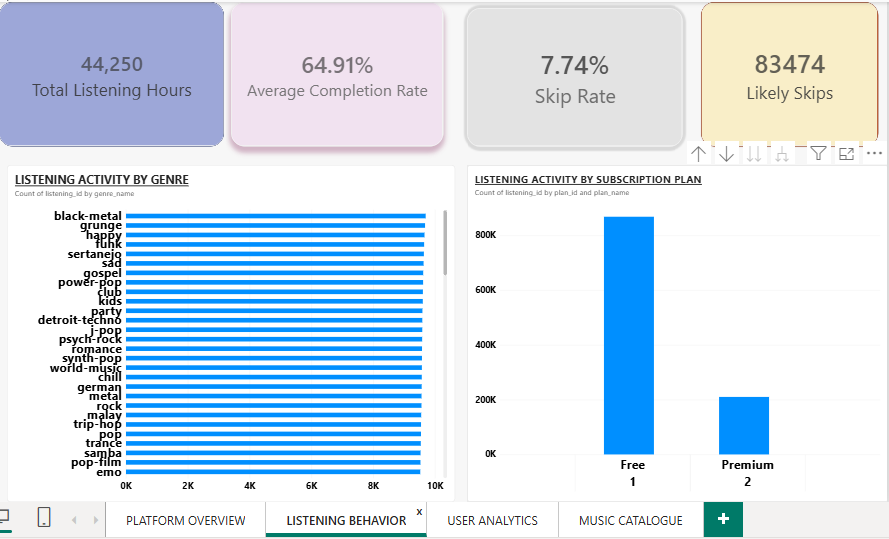 44,250
Total Listening Hours
64.91%
Average Completion Rate
7.74%
Skip Rate
83474
Likely Skips
LISTENING ACTIVITY BY GENRE
Count of listening_id by genre_name
black-metal
grunge
happy
funk
sertanejo
sad
gospel
power-pop
club
kids
party
detroit-techno
j-pop
psych-rock
romance
synth-pop
world-music
chill
german
metal
rock
malay
trip-hop
pop
trance
samba
pop-film
emo
0K 2K 4K 6K 8K 10K
LISTENING ACTIVITY BY SUBSCRIPTION PLAN
Count of listening_id by plan_id and plan_name
800K
600K
400K
200K
0K
Free Premium
1 2
PLATFORM OVERVIEW LISTENING BEHAVIOR x USER ANALYTICS MUSIC CATALOGUE +